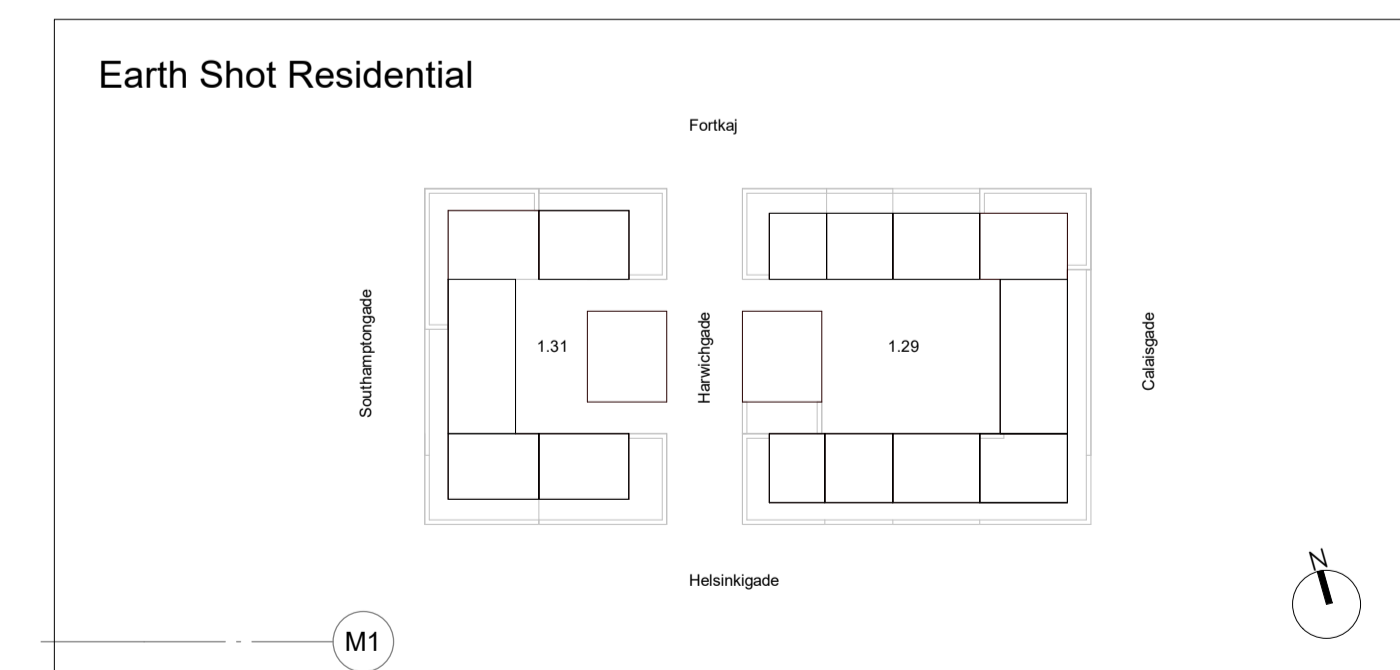 Earth Shot Residential
Fortkaj
Southamptongade
1.31
Harwichgade
1.29
Calaisgade
Helsinkigade
N
M1